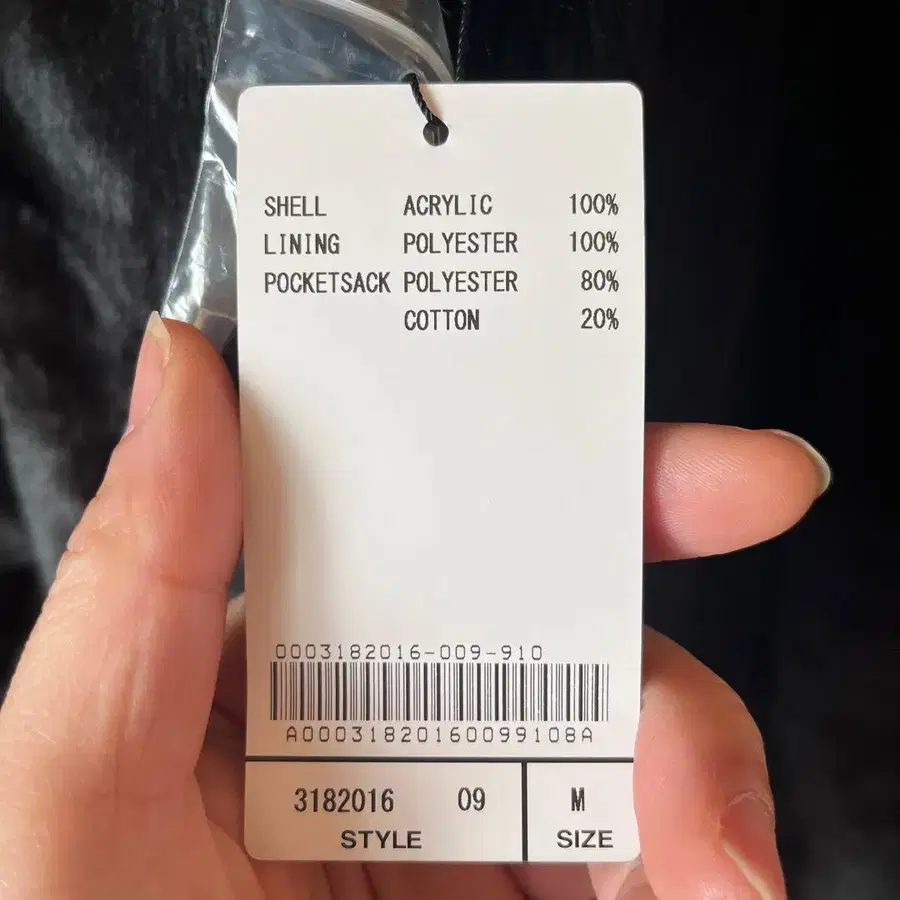 SHELL ACRYLIC 100%
LINING POLYESTER 100%
POCKETSACK POLYESTER 80%
COTTON 20%
0003182016-009-910
A00031820160099108A
3182016 09 M
STYLE SIZE